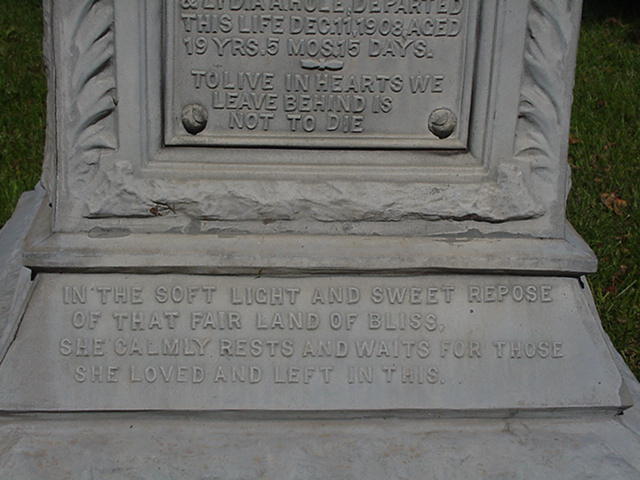 & LYDIA A. HOLE, DEPARTED
THIS LIFE DEC. 11, 1908, AGED
19 YRS. 5 MOS. 15 DAYS.
TO LIVE IN HEARTS WE
LEAVE BEHIND IS
NOT TO DIE
IN THE SOFT LIGHT AND SWEET REPOSE
OF THAT FAIR LAND OF BLISS,
SHE CALMLY RESTS AND WAITS FOR THOSE
SHE LOVED AND LEFT IN THIS.